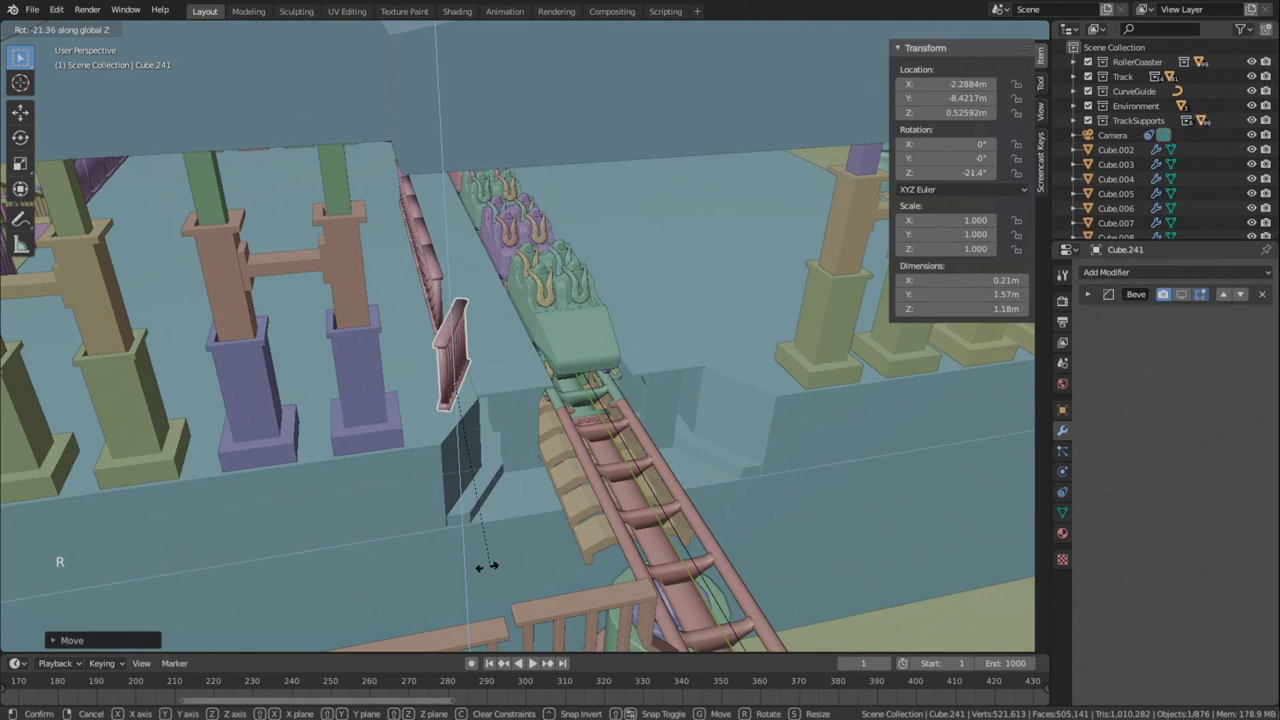 File Edit Render Window Help Layout Modeling Sculpting UV Editing Texture Paint Shading Animation Rendering Compositing Scripting + Scene View Layer
Rot: -21.36 along global Z
User Perspective
(1) Scene Collection | Cube.241
Transform
Location:
X: -2.2884m
Y: -8.4217m
Z: 0.52592m
Rotation:
X: 0°
Y: -0°
Z: -21.4°
XYZ Euler
Scale:
X: 1.000
Y: 1.000
Z: 1.000
Dimensions:
X: 0.21m
Y: 1.57m
Z: 1.18m
Item
Tool
View
Screencast Keys
Scene Collection
RollerCoaster 99
Track
CurveGuide
Environment
TrackSupports 99
Camera
Cube.002
Cube.003
Cube.004
Cube.005
Cube.006
Cube.007
Cube.008
Cube.241
Add Modifier
Beve
R
Move
Playback Keying View Marker 1 Start: 1 End: 1000
170 180 190 200 210 220 230 240 250 260 270 280 290 300 310 320 330 340 350 360 370 380 390 400 410 420 430
Confirm Cancel X X axis Y Y axis Z Z axis X X plane Y Y plane Z Z plane C Clear Constraints Snap Invert Snap Toggle G Move R Rotate S Resize Scene Collection | Cube.241 | Verts:521,613 | Faces:505,141 | Tris:1,010,282 | Objects:1/876 | Mem: 178.9 MB